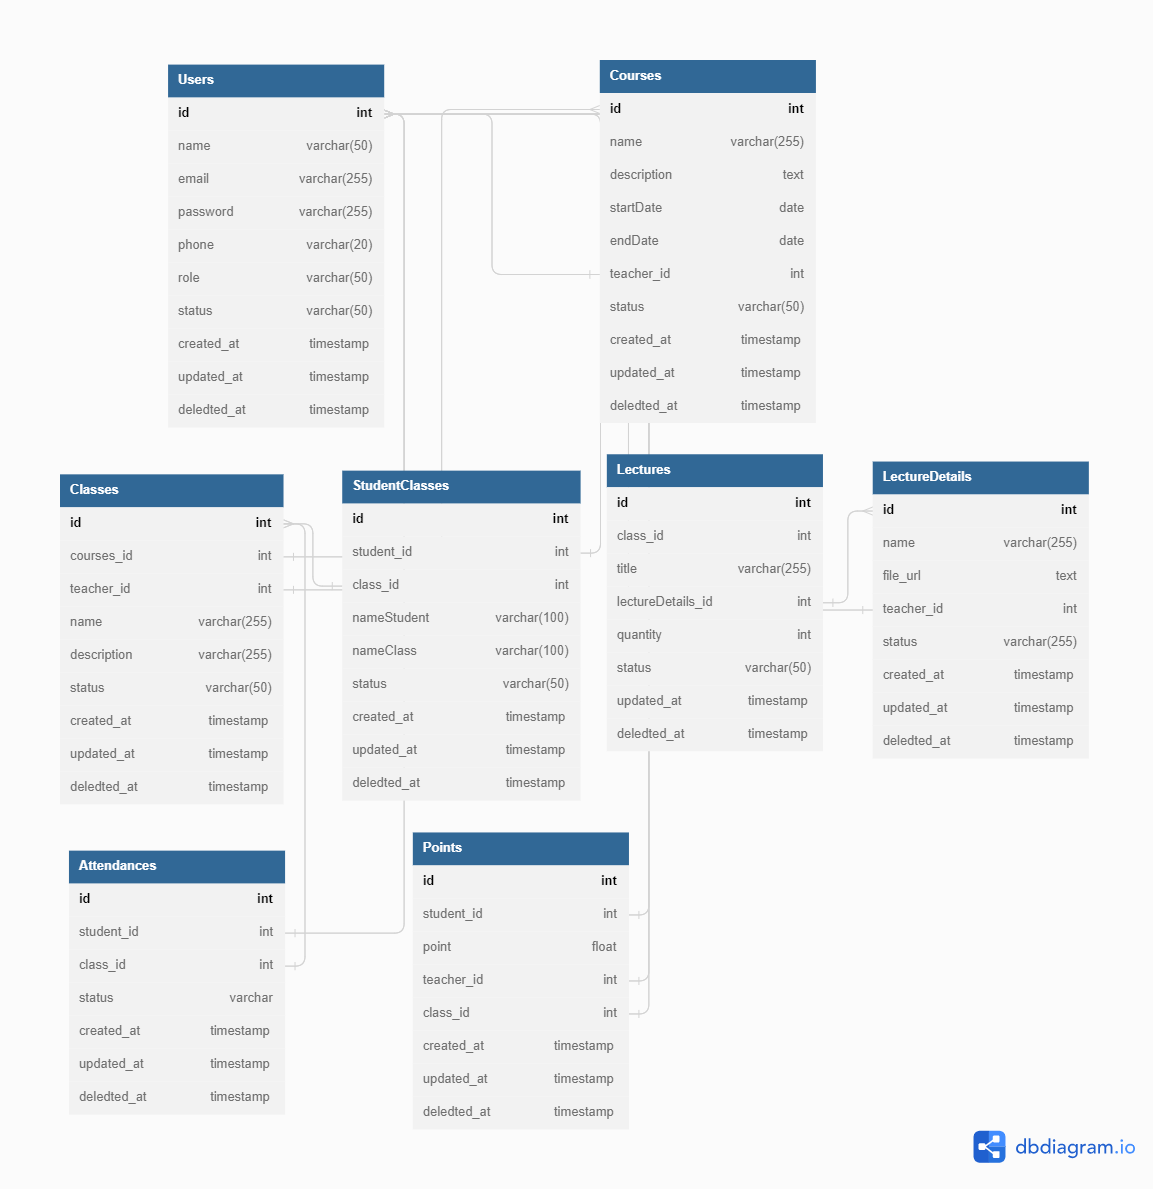 Users
id int
name varchar(50)
email varchar(255)
password varchar(255)
phone varchar(20)
role varchar(50)
status varchar(50)
created_at timestamp
updated_at timestamp
deledted_at timestamp
Courses
id int
name varchar(255)
description text
startDate date
endDate date
teacher_id int
status varchar(50)
created_at timestamp
updated_at timestamp
deledted_at timestamp
Classes
id int
courses_id int
teacher_id int
name varchar(255)
description varchar(255)
status varchar(50)
created_at timestamp
updated_at timestamp
deledted_at timestamp
StudentClasses
id int
student_id int
class_id int
nameStudent varchar(100)
nameClass varchar(100)
status varchar(50)
created_at timestamp
updated_at timestamp
deledted_at timestamp
Lectures
id int
class_id int
title varchar(255)
lectureDetails_id int
quantity int
status varchar(50)
updated_at timestamp
deledted_at timestamp
LectureDetails
id int
name varchar(255)
file_url text
teacher_id int
status varchar(255)
created_at timestamp
updated_at timestamp
deledted_at timestamp
Attendances
id int
student_id int
class_id int
status varchar
created_at timestamp
updated_at timestamp
deledted_at timestamp
Points
id int
student_id int
point float
teacher_id int
class_id int
created_at timestamp
updated_at timestamp
deledted_at timestamp
dbdiagram.io